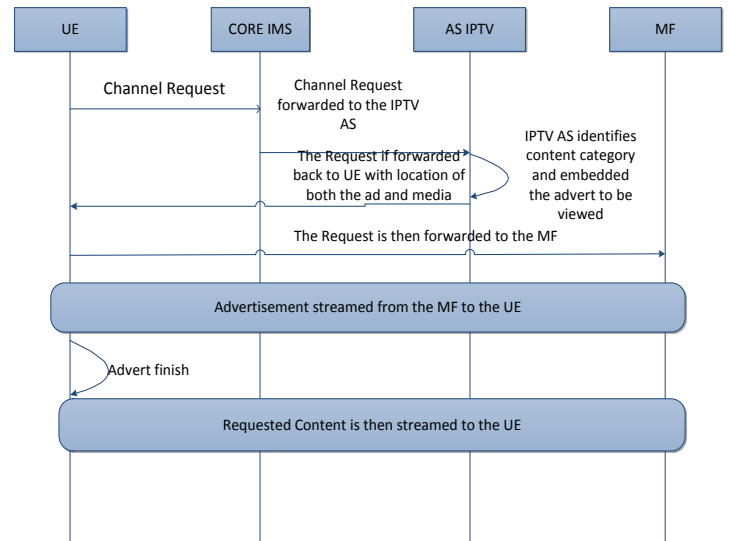 UE
CORE IMS
AS IPTV
MF
Channel Request
Channel Request
forwarded to the IPTV
AS
IPTV AS identifies
content category
and embedded
the advert to be
viewed
The Request if forwarded
back to UE with location of
both the ad and media
The Request is then forwarded to the MF
Advertisement streamed from the MF to the UE
Advert finish
Requested Content is then streamed to the UE